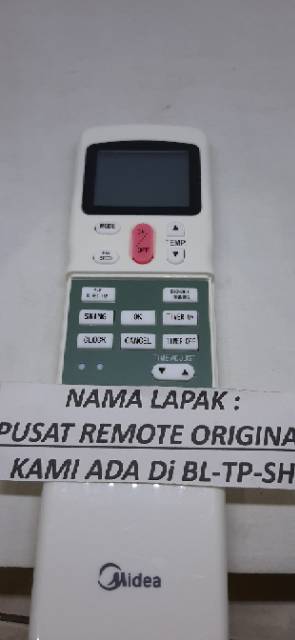 MODE
ON
OFF
TEMP
SWING
OK
TIMER ON
CLOCK
CANCEL
TIMER OFF
TIME ADJUST
NAMA LAPAK :
PUSAT REMOTE ORIGINA
KAMI ADA Di BL-TP-SH
Midea